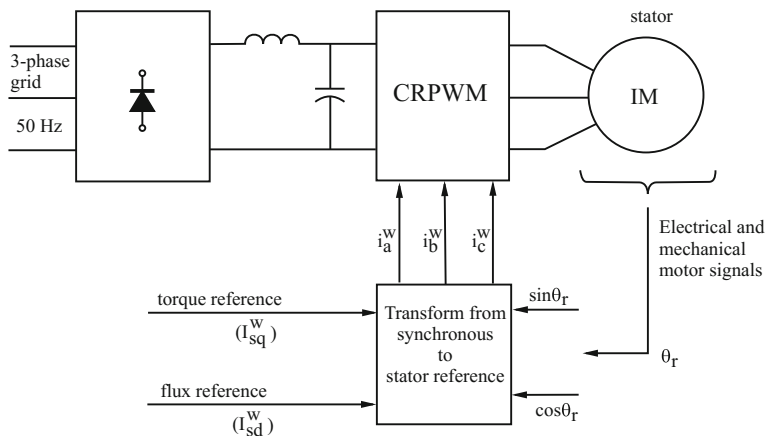 stator
3-phase
grid
50 Hz
CRPWM
IM
i_a^w
i_b^w
i_c^w
Electrical and
mechanical
motor signals
torque reference
(I_sq^w)
Transform from
synchronous
to
stator reference
sinθ_r
θ_r
flux reference
(I_sd^w)
cosθ_r